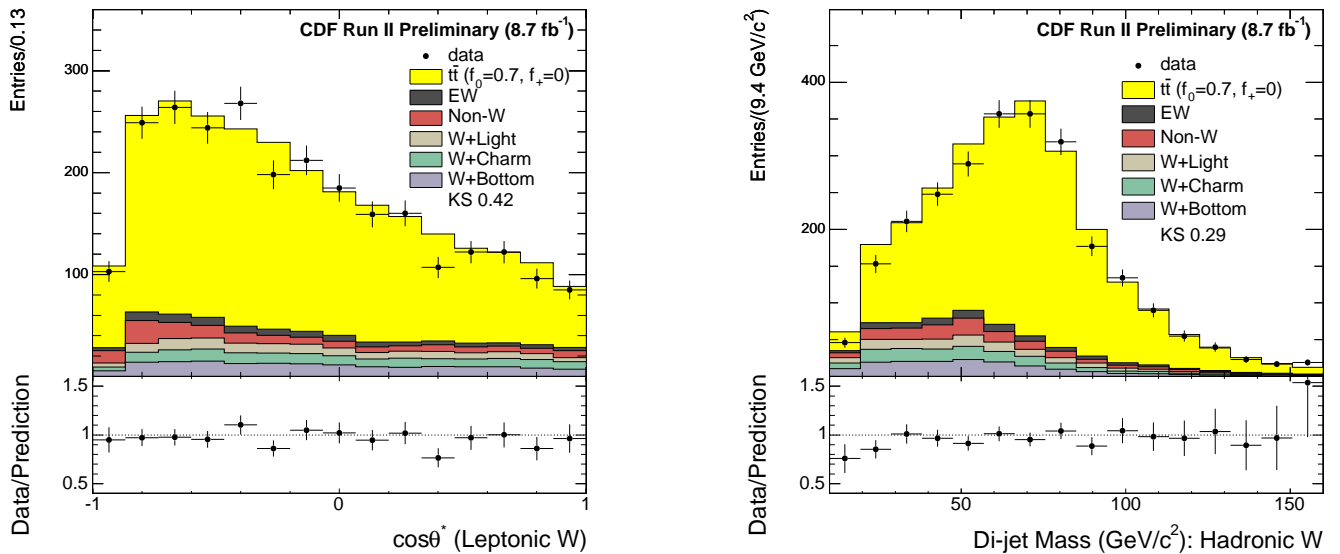 CDF Run II Preliminary (8.7 fb⁻¹)
data
tt̄ (f₀=0.7, f₊=0)
EW
Non-W
W+Light
W+Charm
W+Bottom
KS 0.42
Entries/0.13
300
200
100
Data/Prediction
1.5
1
0.5
-1
0
1
cosθ* (Leptonic W)
CDF Run II Preliminary (8.7 fb⁻¹)
data
tt̄ (f₀=0.7, f₊=0)
EW
Non-W
W+Light
W+Charm
W+Bottom
KS 0.29
Entries/(9.4 GeV/c²)
400
200
Data/Prediction
1.5
1
0.5
50
100
150
Di-jet Mass (GeV/c²): Hadronic W